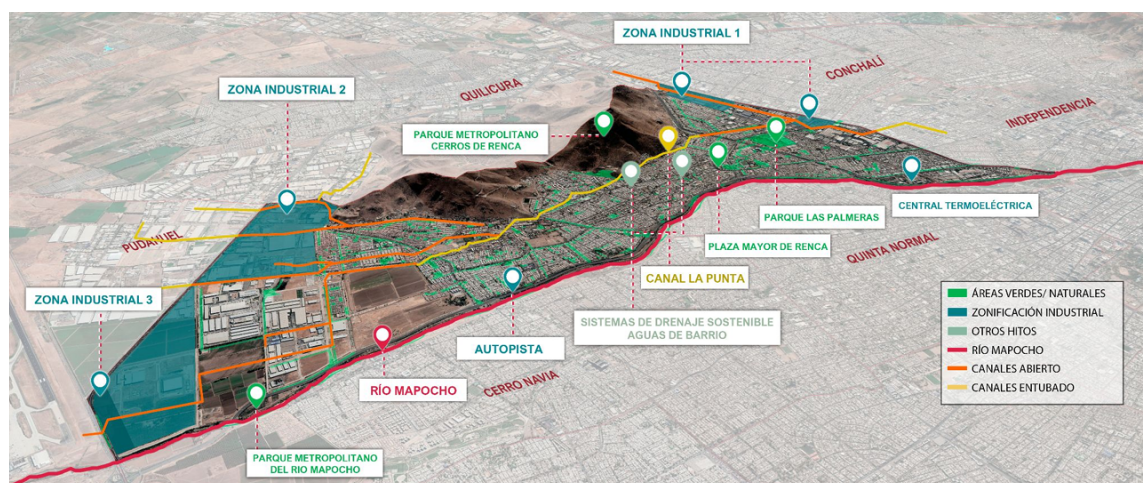 ZONA INDUSTRIAL 1
CONCHALÍ
QUILICURA
ZONA INDUSTRIAL 2
INDEPENDENCIA
PARQUE METROPOLITANO
CERROS DE RENCA
CENTRAL TERMOELÉCTRICA
PARQUE LAS PALMERAS
PUDAHUEL
PLAZA MAYOR DE RENCA
QUINTA NORMAL
CANAL LA PUNTA
ZONA INDUSTRIAL 3
SISTEMAS DE DRENAJE SOSTENIBLE
AGUAS DE BARRIO
AUTOPISTA
RÍO MAPOCHO
CERRO NAVIA
PARQUE METROPOLITANO
DEL RIO MAPOCHO
ÁREAS VERDES/ NATURALES
ZONIFICACIÓN INDUSTRIAL
OTROS HITOS
RÍO MAPOCHO
CANALES ABIERTO
CANALES ENTUBADO